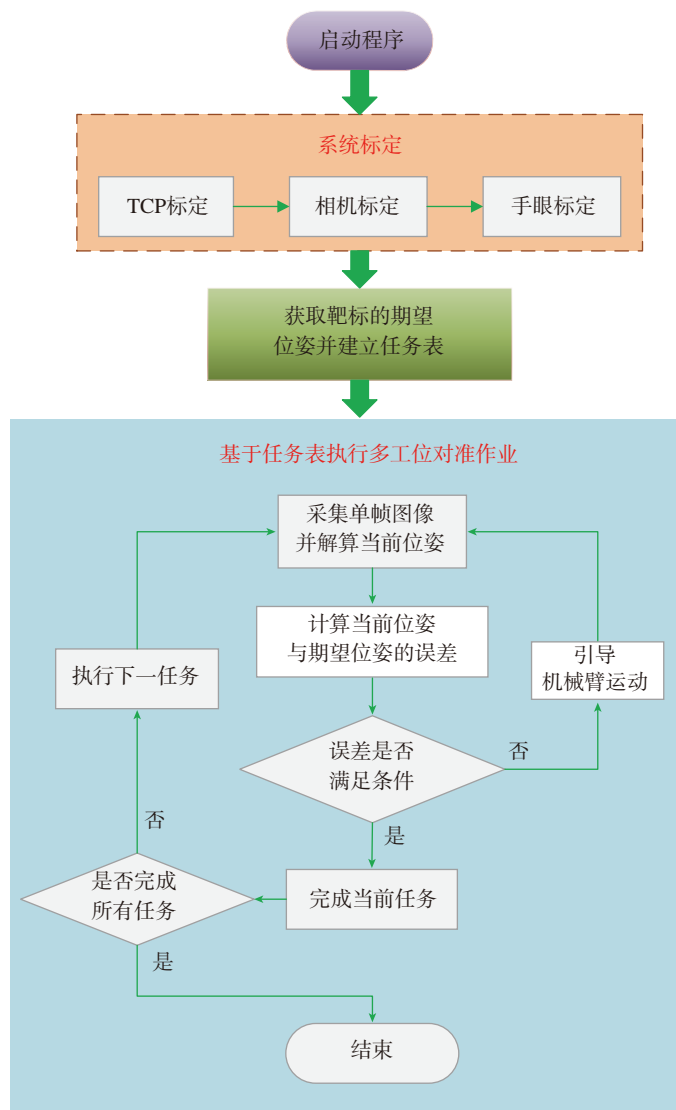 启动程序
系统标定
TCP标定
相机标定
手眼标定
获取靶标的期望
位姿并建立任务表
基于任务表执行多工位对准作业
采集单帧图像
并解算当前位姿
计算当前位姿
与期望位姿的误差
执行下一任务
引导
机械臂运动
误差是否
满足条件
否
是
否
是否完成
所有任务
完成当前任务
是
结束